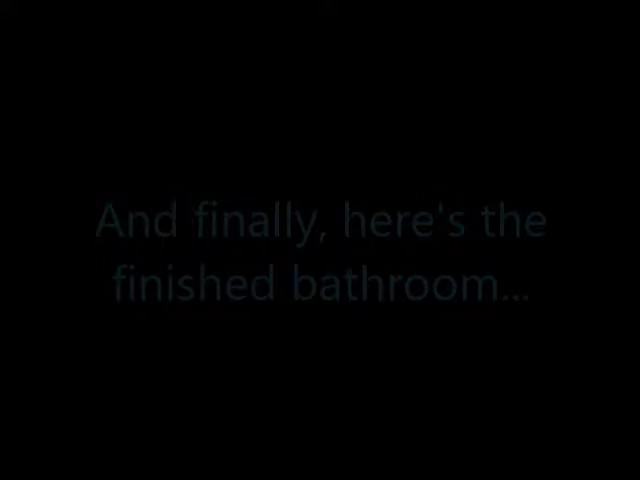 And finally, here's the
finished bathroom...